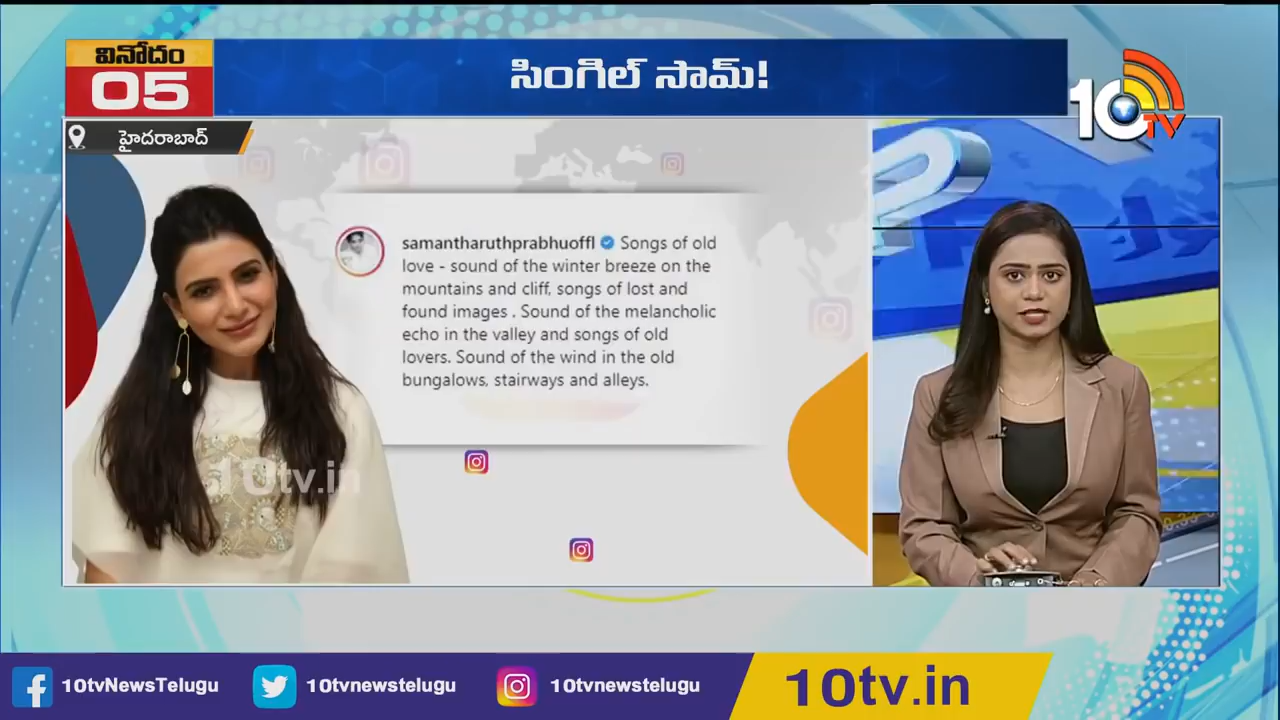 వినోదం
05
సింగిల్ సామ్!
10TV
హైదరాబాద్
samantharuthprabhuoffl Songs of old
love - sound of the winter breeze on the
mountains and cliff, songs of lost and
found images . Sound of the melancholic
echo in the valley and songs of old
lovers. Sound of the wind in the old
bungalows, stairways and alleys.
10tv.in
10tvNewsTelugu
10tvnewstelugu
10tvnewstelugu
10tv.in